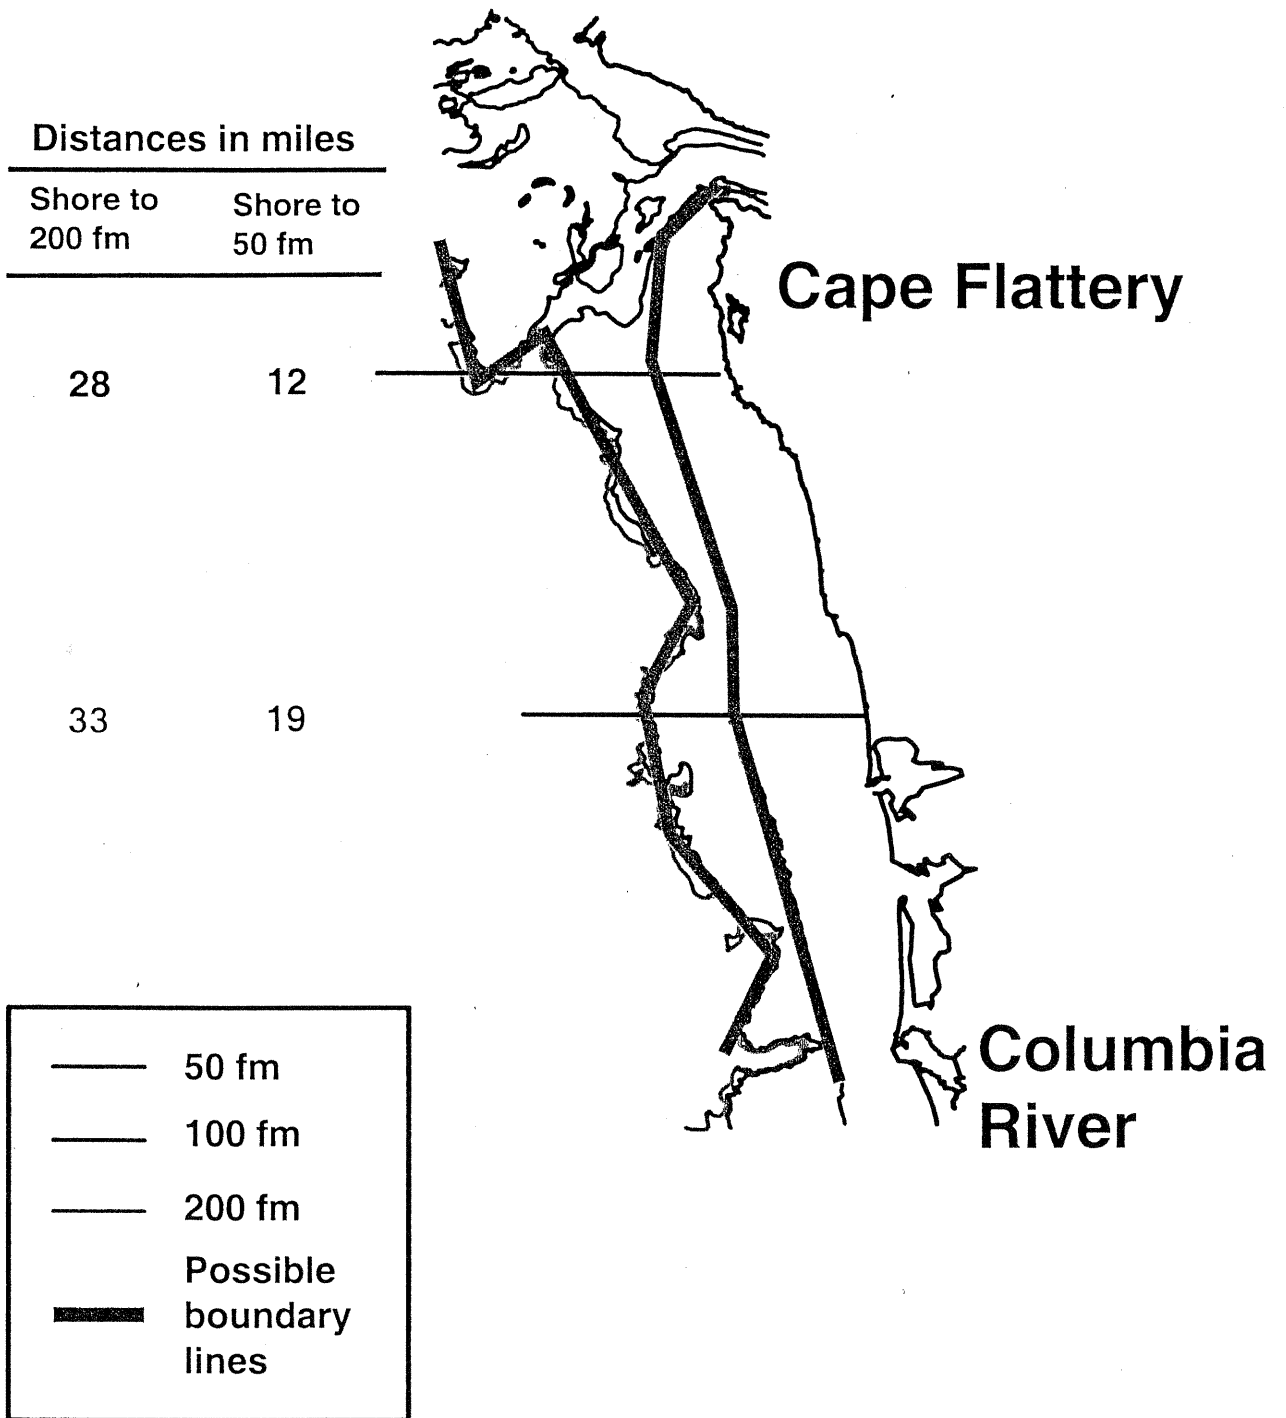 Distances in miles
Shore to
200 fm
Shore to
50 fm
Cape Flattery
28 12
33 19
Columbia
River
50 fm
100 fm
200 fm
Possible
boundary
lines